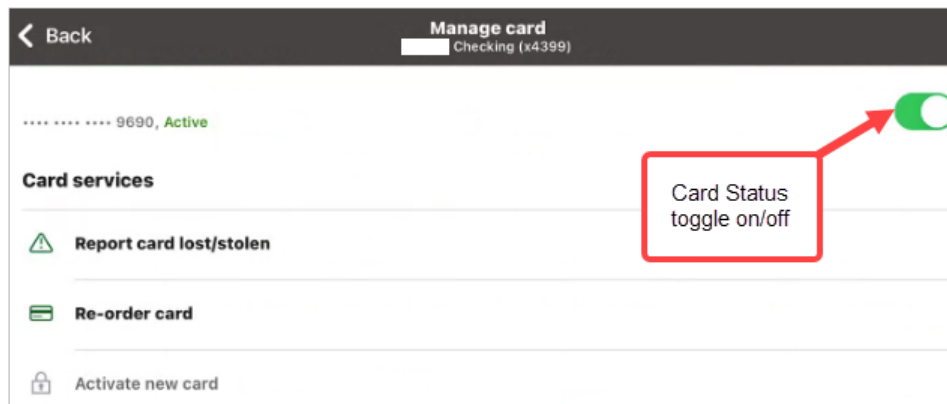 Back
Manage card
Checking (x4399)
.... .... .... 9690, Active
Card services
Card Status
toggle on/off
Report card lost/stolen
Re-order card
Activate new card